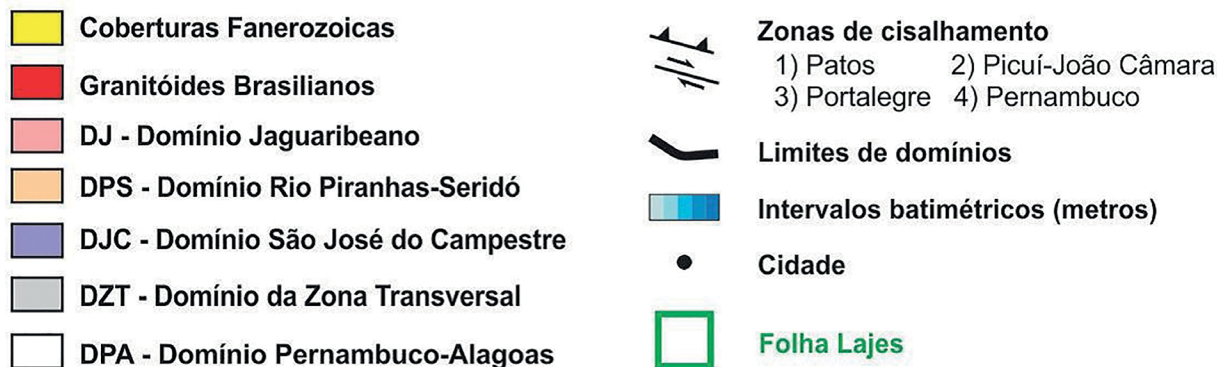 Coberturas Fanerozoicas
Granitóides Brasilianos
DJ - Domínio Jaguaribeano
DPS - Domínio Rio Piranhas-Seridó
DJC - Domínio São José do Campestre
DZT - Domínio da Zona Transversal
DPA - Domínio Pernambuco-Alagoas
Zonas de cisalhamento
1) Patos 2) Picuí-João Câmara
3) Portalegre 4) Pernambuco
Limites de domínios
Intervalos batimétricos (metros)
Cidade
Folha Lajes